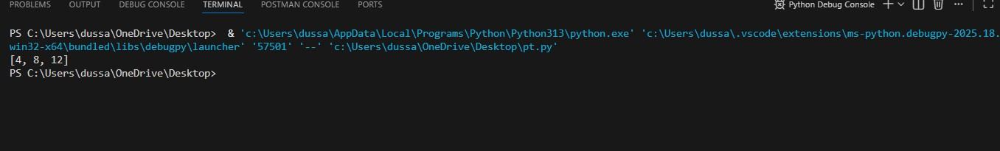 PROBLEMS OUTPUT DEBUG CONSOLE TERMINAL POSTMAN CONSOLE PORTS Python Debug Console
PS C:\Users\dussa\OneDrive\Desktop>  & 'c:\Users\dussa\AppData\Local\Programs\Python\Python313\python.exe' 'c:\Users\dussa\.vscode\extensions\ms-python.debugpy-2025.18.
win32-x64\bundled\libs\debugpy\launcher' '57501' '--' 'c:\Users\dussa\OneDrive\Desktop\pt.py'
[4, 8, 12]
PS C:\Users\dussa\OneDrive\Desktop>